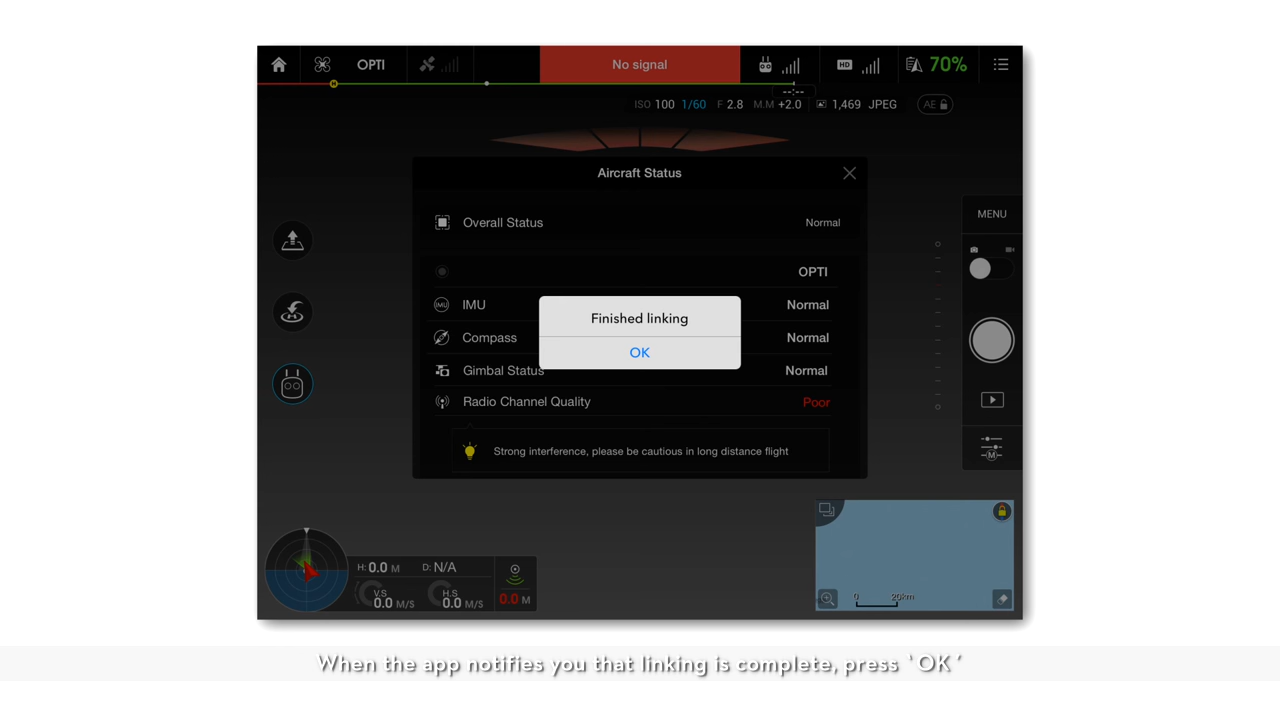 OPTI
No signal
HD
70%
--:--
ISO 100 1/60 F 2.8 M.M +2.0 1,469 JPEG AE
Aircraft Status
Overall Status Normal
OPTI
IMU IMU Normal
Compass Normal
Gimbal Status Normal
Radio Channel Quality Poor
Strong interference, please be cautious in long distance flight
Finished linking
OK
MENU
M
M
H: 0.0 M D: N/A
V.S 0.0 M/S H.S 0.0 M/S
0.0 M
0 20km
When the app notifies you that linking is complete, press `OK´